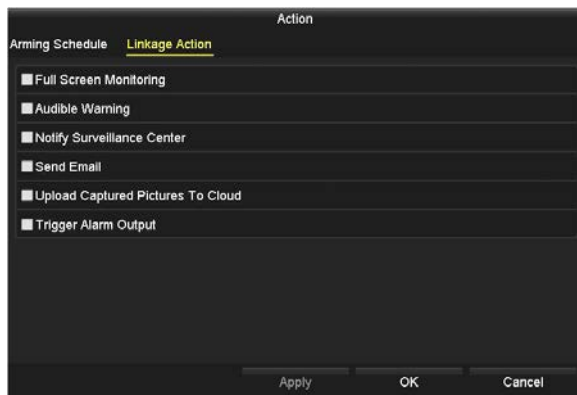 Action
Arming Schedule Linkage Action
Full Screen Monitoring
Audible Warning
Notify Surveillance Center
Send Email
Upload Captured Pictures To Cloud
Trigger Alarm Output
Apply OK Cancel